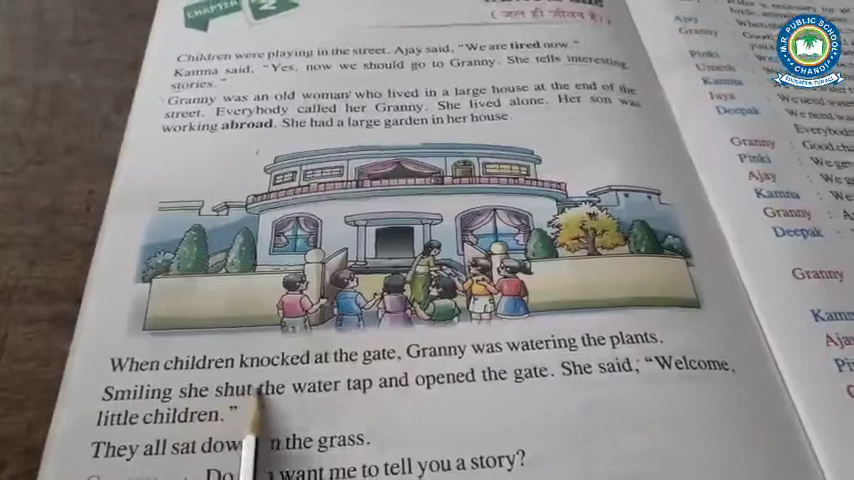 CHAPTER
2
(जल ही जीवन है।)
Children were playing in the street. Ajay said, "We are tired now."
Kamna said, "Yes, now we should go to Granny. She tells interesting
stories."
Granny was an old woman who lived in a large house at the end of the
street. Everybody called her Granny. She lived alone. Her son was
working abroad. She had a large garden in her house.
When children knocked at the gate, Granny was watering the plants.
Smiling she shut the water tap and opened the gate. She said, "Welcome,
little children."
They all sat down the grass.
want me to tell you a story?
Ajay
Granny
Pinki
Umesh
Kamna
Jaya
Deepak
Granny
Pinki
Ajay
Kamna
Granny
Deepak
Granny
Kamna
M.R. PUBLIC SCHOOL
CHANDI
EDUCATION FOR ALL